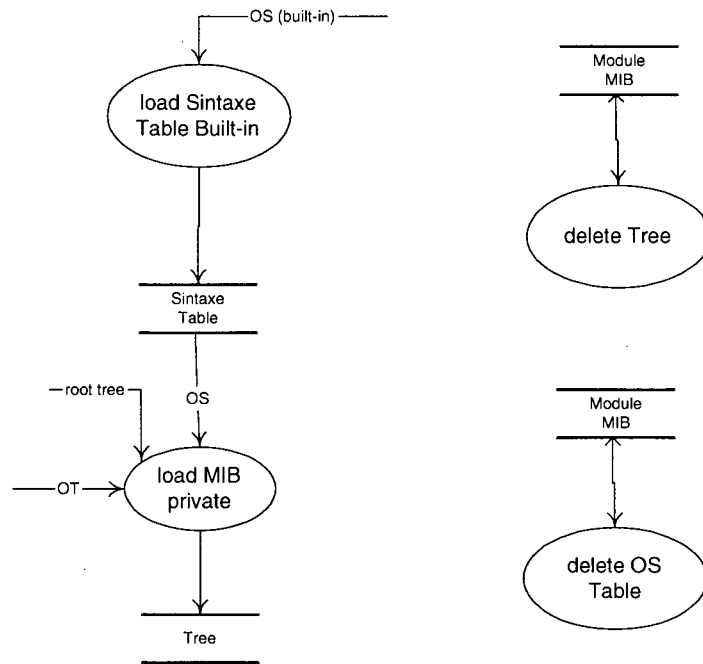 OS (built-in)
load Sintaxe
Table Built-in
Sintaxe
Table
root tree
OS
OT
load MIB
private
Tree
Module
MIB
delete Tree
Module
MIB
delete OS
Table